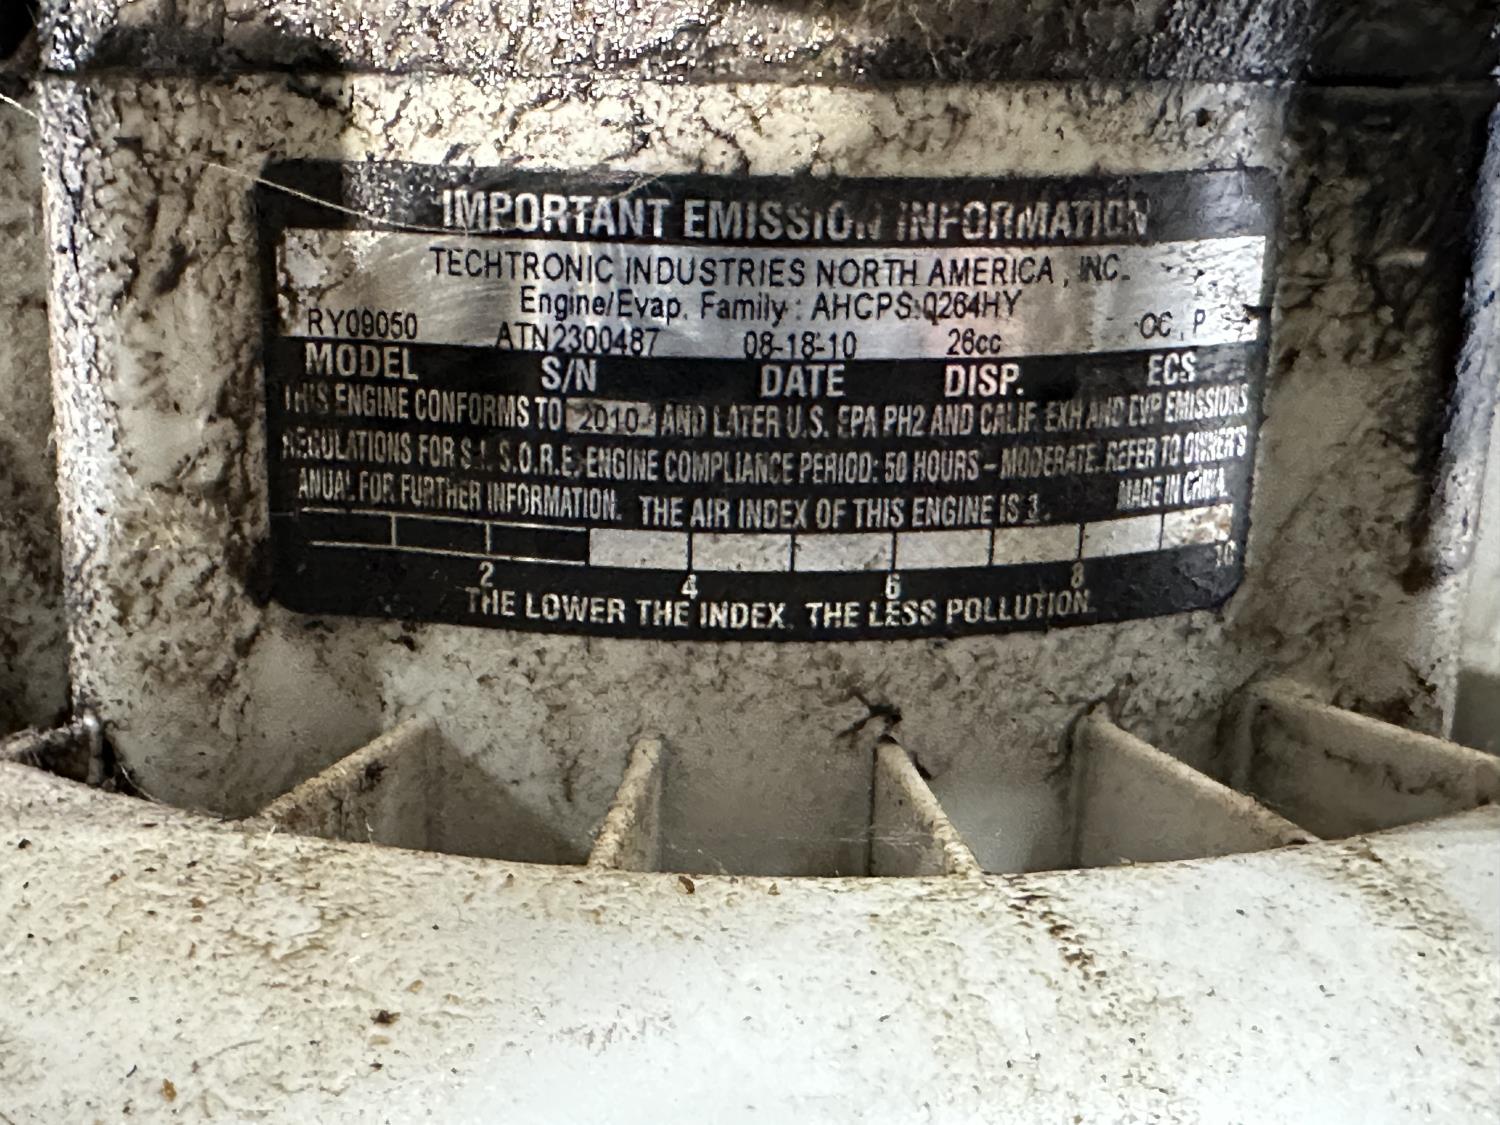 IMPORTANT EMISSION INFORMATION
TECHTRONIC INDUSTRIES NORTH AMERICA , INC.
Engine/Evap. Family : AHCPS.0264HY
RY09050 ATN2300487 08-18-10 26cc OC , P
MODEL S/N DATE DISP. ECS
THIS ENGINE CONFORMS TO 2010 AND LATER U.S. EPA PH2 AND CALIF. EXH AND EVP EMISSIONS
REGULATIONS FOR S.I. S.O.R.E. ENGINE COMPLIANCE PERIOD: 50 HOURS – MODERATE. REFER TO OWNER'S
ANUAL FOR FURTHER INFORMATION. THE AIR INDEX OF THIS ENGINE IS 3 . MADE IN CHINA.
2 4 6 8 10
THE LOWER THE INDEX. THE LESS POLLUTION.